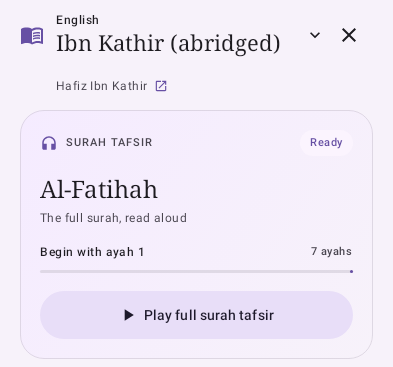 English
Ibn Kathir (abridged)
Hafiz Ibn Kathir
SURAH TAFSIR
Ready
Al-Fatihah
The full surah, read aloud
Begin with ayah 1
7 ayahs
Play full surah tafsir